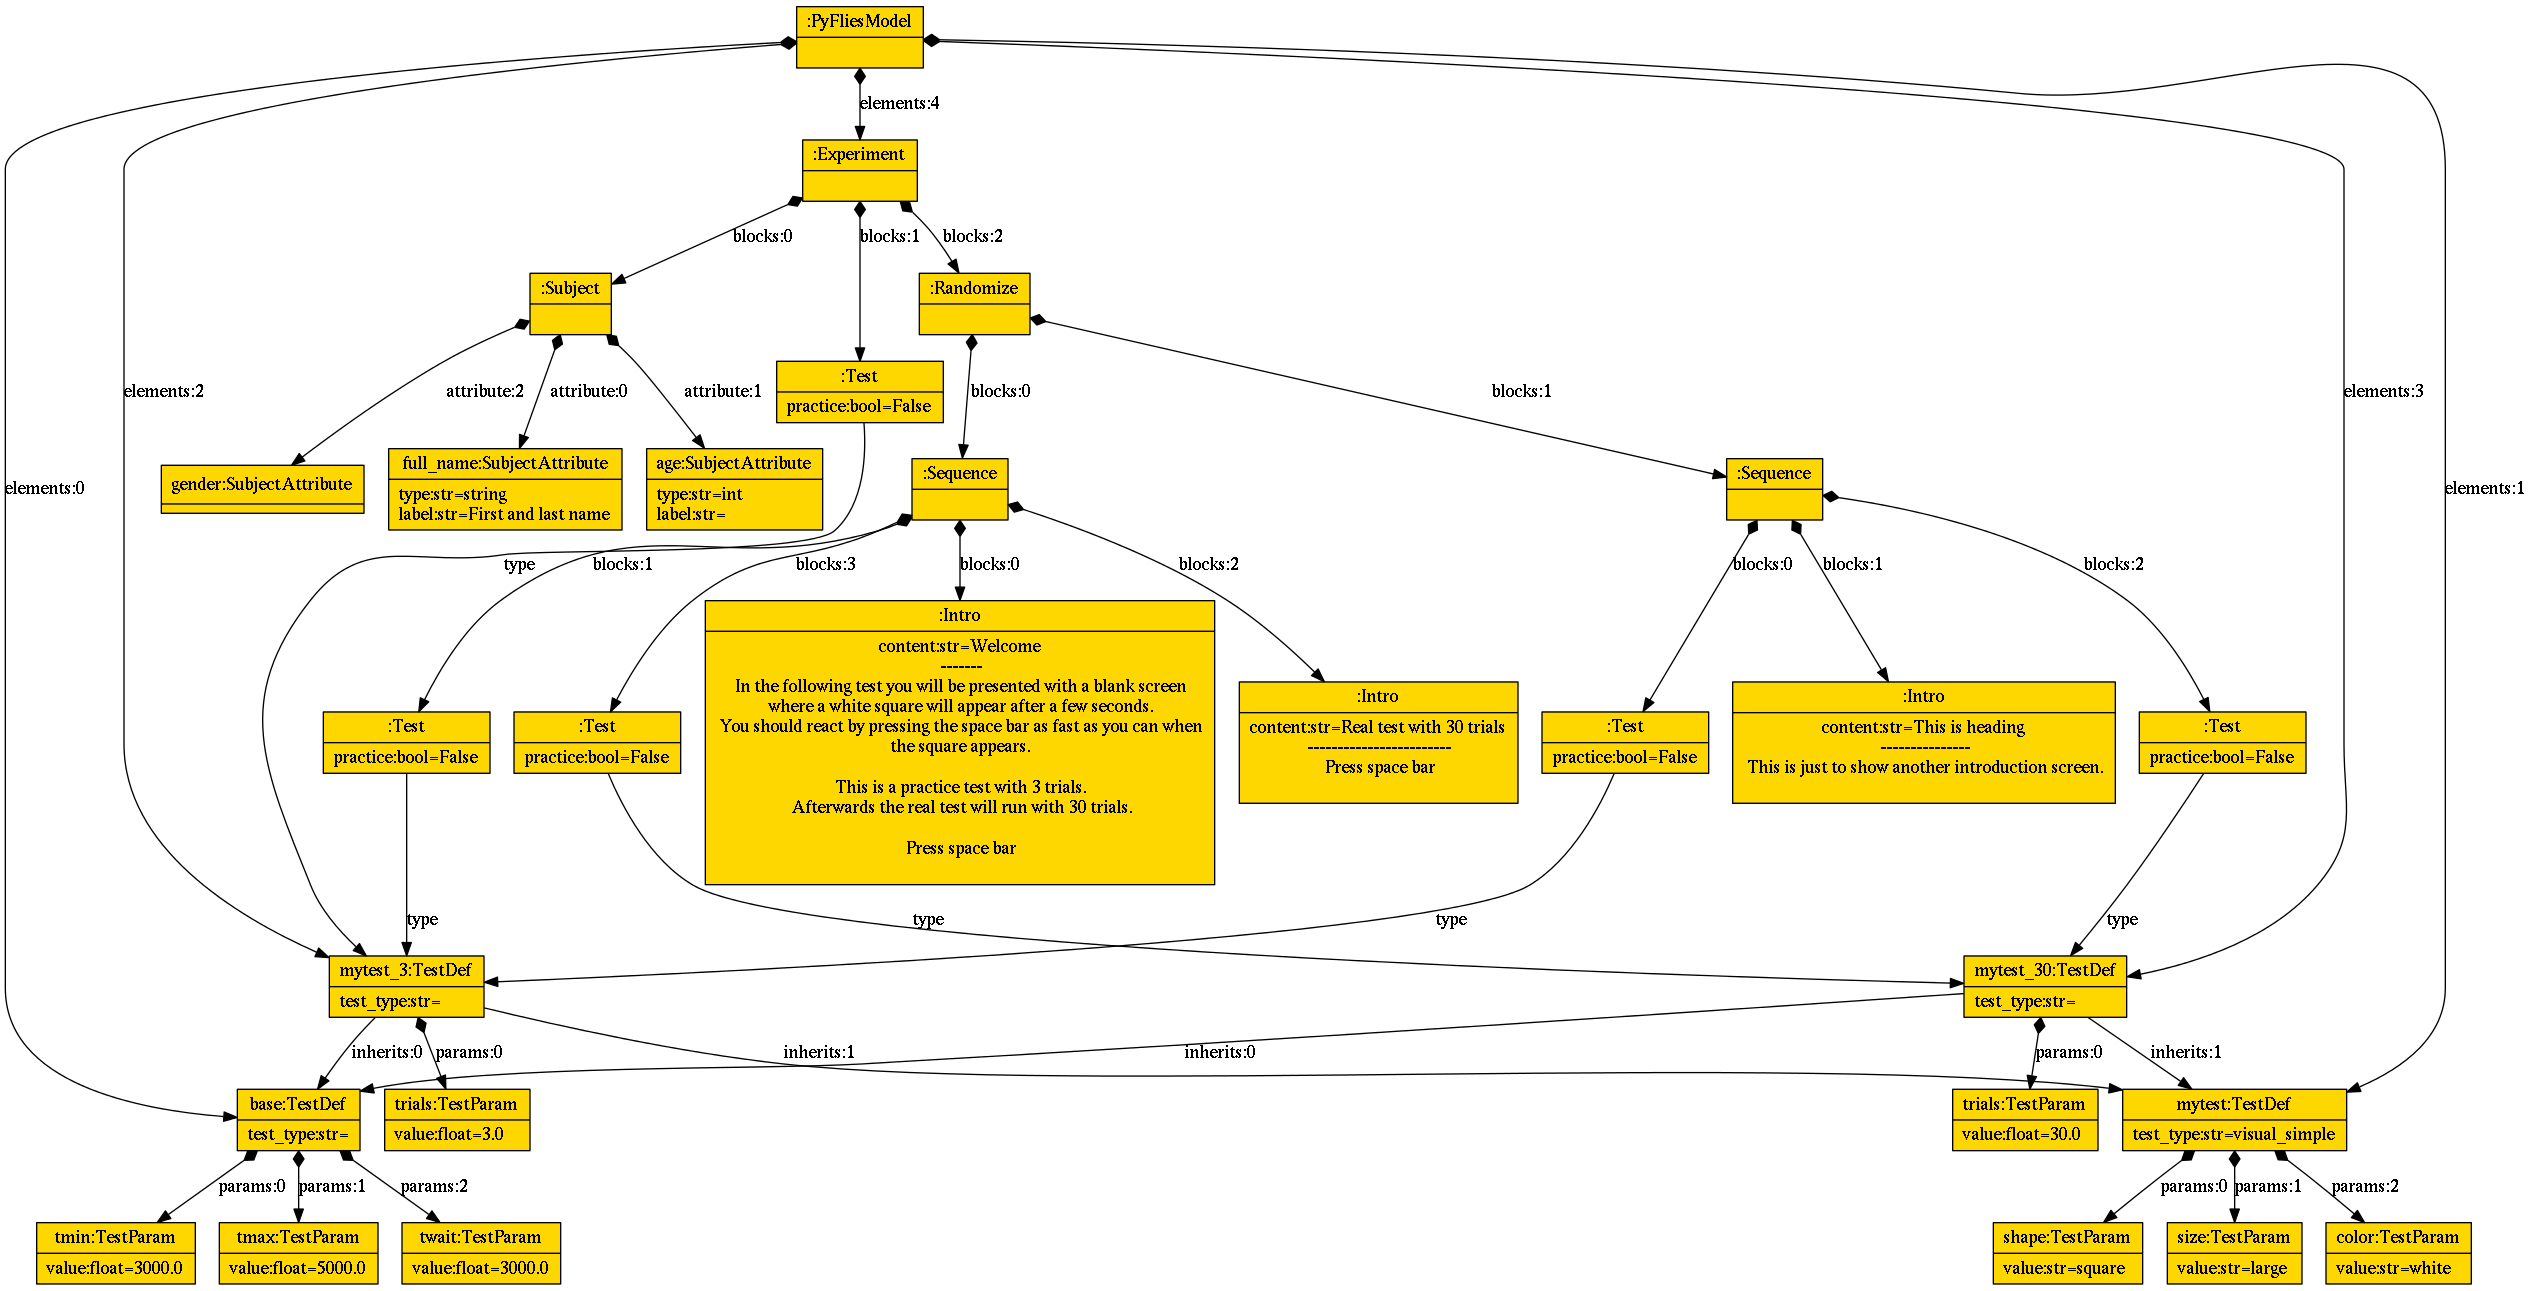 :PyFliesModel
elements:4
:Experiment
blocks:0
blocks:1
blocks:2
:Subject
:Randomize
elements:2
attribute:2
attribute:0
attribute:1
:Test
practice:bool=False
blocks:0
blocks:1
elements:3
elements:0
gender:SubjectAttribute
full_name:SubjectAttribute
type:str=string
label:str=First and last name
age:SubjectAttribute
type:str=int
label:str=
:Sequence
:Sequence
elements:1
type
blocks:1
blocks:3
blocks:0
blocks:2
blocks:0
blocks:1
blocks:2
:Test
practice:bool=False
:Test
practice:bool=False
:Intro
content:str=Welcome
-------
In the following test you will be presented with a blank screen
where a white square will appear after a few seconds.
You should react by pressing the space bar as fast as you can when
the square appears.
This is a practice test with 3 trials.
Afterwards the real test will run with 30 trials.
Press space bar
:Intro
content:str=Real test with 30 trials
------------------------
Press space bar
:Test
practice:bool=False
:Intro
content:str=This is heading
---------------
This is just to show another introduction screen.
:Test
practice:bool=False
type
type
type
type
mytest_3:TestDef
test_type:str=
mytest_30:TestDef
test_type:str=
inherits:0
params:0
inherits:1
inherits:0
params:0
inherits:1
base:TestDef
test_type:str=
trials:TestParam
value:float=3.0
trials:TestParam
value:float=30.0
mytest:TestDef
test_type:str=visual_simple
params:0
params:1
params:2
params:0
params:1
params:2
tmin:TestParam
value:float=3000.0
tmax:TestParam
value:float=5000.0
twait:TestParam
value:float=3000.0
shape:TestParam
value:str=square
size:TestParam
value:str=large
color:TestParam
value:str=white